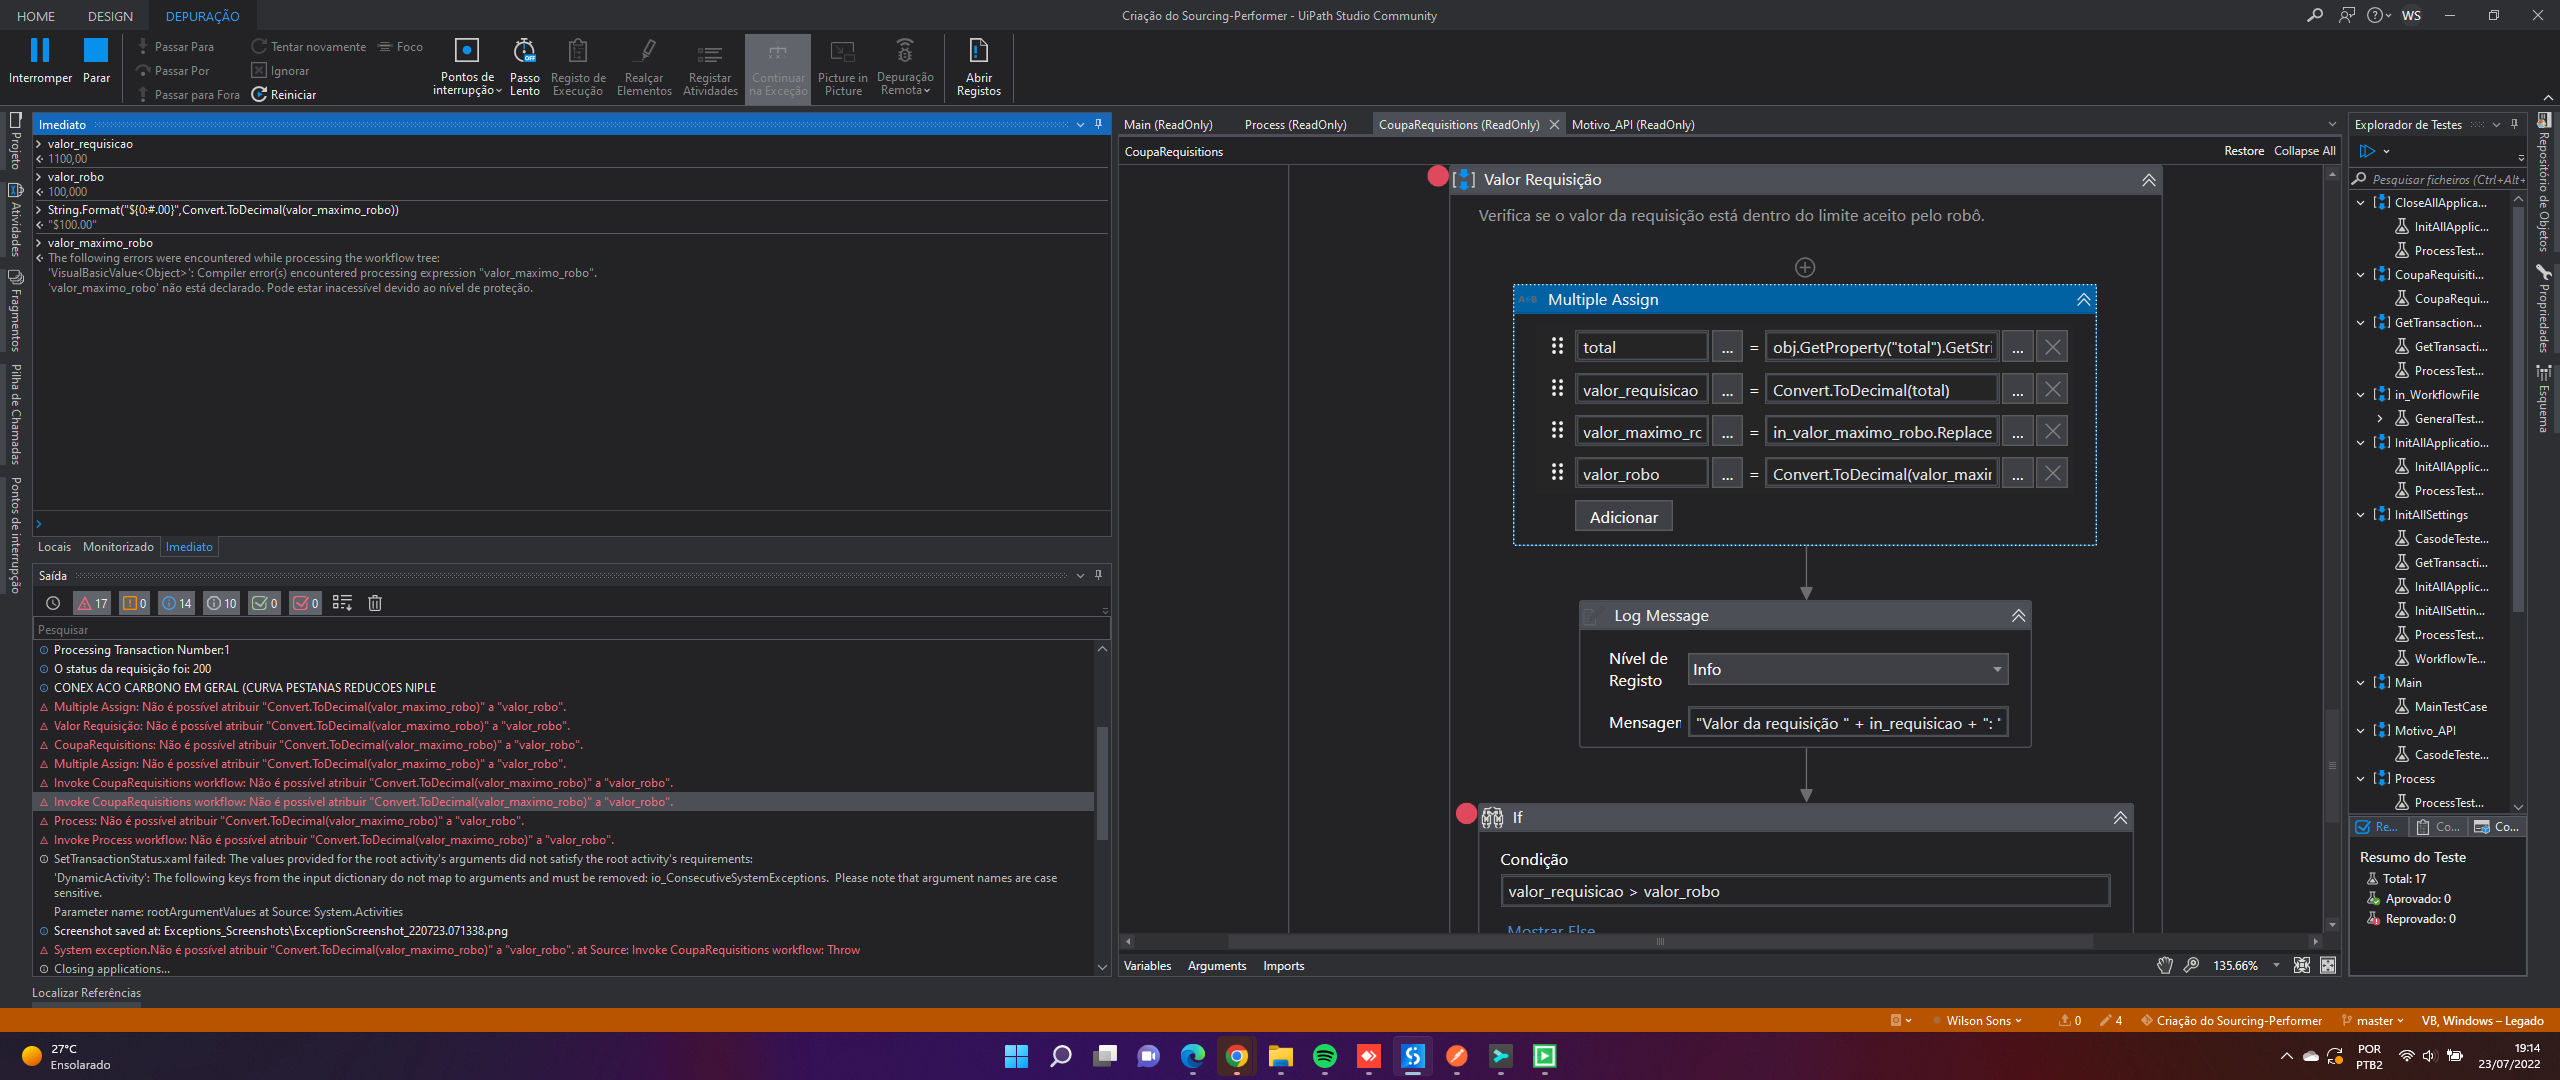 HOME DESIGN DEPURAÇÃO
Criação do Sourcing-Performer - UiPath Studio Community
WS
Interromper Parar
Passar Para
Passar Por
Passar para Fora
Tentar novamente
Ignorar
Reiniciar
Foco
Pontos de interrupção
Passo Lento
Registo de Execução
Realçar Elementos
Registar Atividades
Continuar na Exceção
Picture in Picture
Depuração Remota
Abrir Registos
Projeto
Atividades
Fragmentos
Pilha de Chamadas
Pontos de interrupção
Imediato
valor_requisicao
1100,00
valor_robo
100,000
String.Format("${0:#.00}",Convert.ToDecimal(valor_maximo_robo))
"$100.00"
valor_maximo_robo
The following errors were encountered while processing the workflow tree:
'VisualBasicValue<Object>': Compiler error(s) encountered processing expression "valor_maximo_robo".
'valor_maximo_robo' não está declarado. Pode estar inacessível devido ao nível de proteção.
Locais Monitorizado Imediato
Saída
17 0 14 10 0 0
Pesquisar
Processing Transaction Number:1
O status da requisição foi: 200
CONEX ACO CARBONO EM GERAL (CURVA PESTANAS REDUCOES NIPLE
Multiple Assign: Não é possível atribuir "Convert.ToDecimal(valor_maximo_robo)" a "valor_robo".
Valor Requisição: Não é possível atribuir "Convert.ToDecimal(valor_maximo_robo)" a "valor_robo".
CoupaRequisitions: Não é possível atribuir "Convert.ToDecimal(valor_maximo_robo)" a "valor_robo".
Multiple Assign: Não é possível atribuir "Convert.ToDecimal(valor_maximo_robo)" a "valor_robo".
Invoke CoupaRequisitions workflow: Não é possível atribuir "Convert.ToDecimal(valor_maximo_robo)" a "valor_robo".
Invoke CoupaRequisitions workflow: Não é possível atribuir "Convert.ToDecimal(valor_maximo_robo)" a "valor_robo".
Process: Não é possível atribuir "Convert.ToDecimal(valor_maximo_robo)" a "valor_robo".
Invoke Process workflow: Não é possível atribuir "Convert.ToDecimal(valor_maximo_robo)" a "valor_robo".
SetTransactionStatus.xaml failed: The values provided for the root activity's arguments did not satisfy the root activity's requirements:
'DynamicActivity': The following keys from the input dictionary do not map to arguments and must be removed: io_ConsecutiveSystemExceptions. Please note that argument names are case
sensitive.
Parameter name: rootArgumentValues at Source: System.Activities
Screenshot saved at: Exceptions_Screenshots\ExceptionScreenshot_220723.071338.png
System exception.Não é possível atribuir "Convert.ToDecimal(valor_maximo_robo)" a "valor_robo". at Source: Invoke CoupaRequisitions workflow: Throw
Closing applications...
Localizar Referências
Main (ReadOnly) Process (ReadOnly) CoupaRequisitions (ReadOnly) Motivo_API (ReadOnly)
CoupaRequisitions
Restore Collapse All
Valor Requisição
Verifica se o valor da requisição está dentro do limite aceito pelo robô.
A←B Multiple Assign
total ... = obj.GetProperty("total").GetStri ...
valor_requisicao ... = Convert.ToDecimal(total) ...
valor_maximo_rc ... = in_valor_maximo_robo.Replace ...
valor_robo ... = Convert.ToDecimal(valor_maxir ...
Adicionar
Log Message
Nível de Registo
Info
Mensagem
"Valor da requisição " + in_requisicao + ": "
If
Condição
valor_requisicao > valor_robo
Mostrar Else
Variables Arguments Imports
135.66%
Explorador de Testes
Pesquisar ficheiros (Ctrl+Alt+
CloseAllApplica...
InitAllApplic...
ProcessTest...
CoupaRequisiti...
CoupaRequi...
GetTransaction...
GetTransacti...
ProcessTest...
in_WorkflowFile
GeneralTest...
InitAllApplicatio...
InitAllApplic...
ProcessTest...
InitAllSettings
CasodeTeste...
GetTransacti...
InitAllApplic...
InitAllSettin...
ProcessTest...
WorkflowTe...
Main
MainTestCase
Motivo_API
CasodeTeste...
Process
ProcessTest...
Re... Co... Co...
Resumo do Teste
Total: 17
Aprovado: 0
Reprovado: 0
Repositório de Objetos
Propriedades
Esquema
Wilson Sons 0 4 Criação do Sourcing-Performer master VB, Windows – Legado
27°C
Ensolarado
POR
PTB2
19:14
23/07/2022